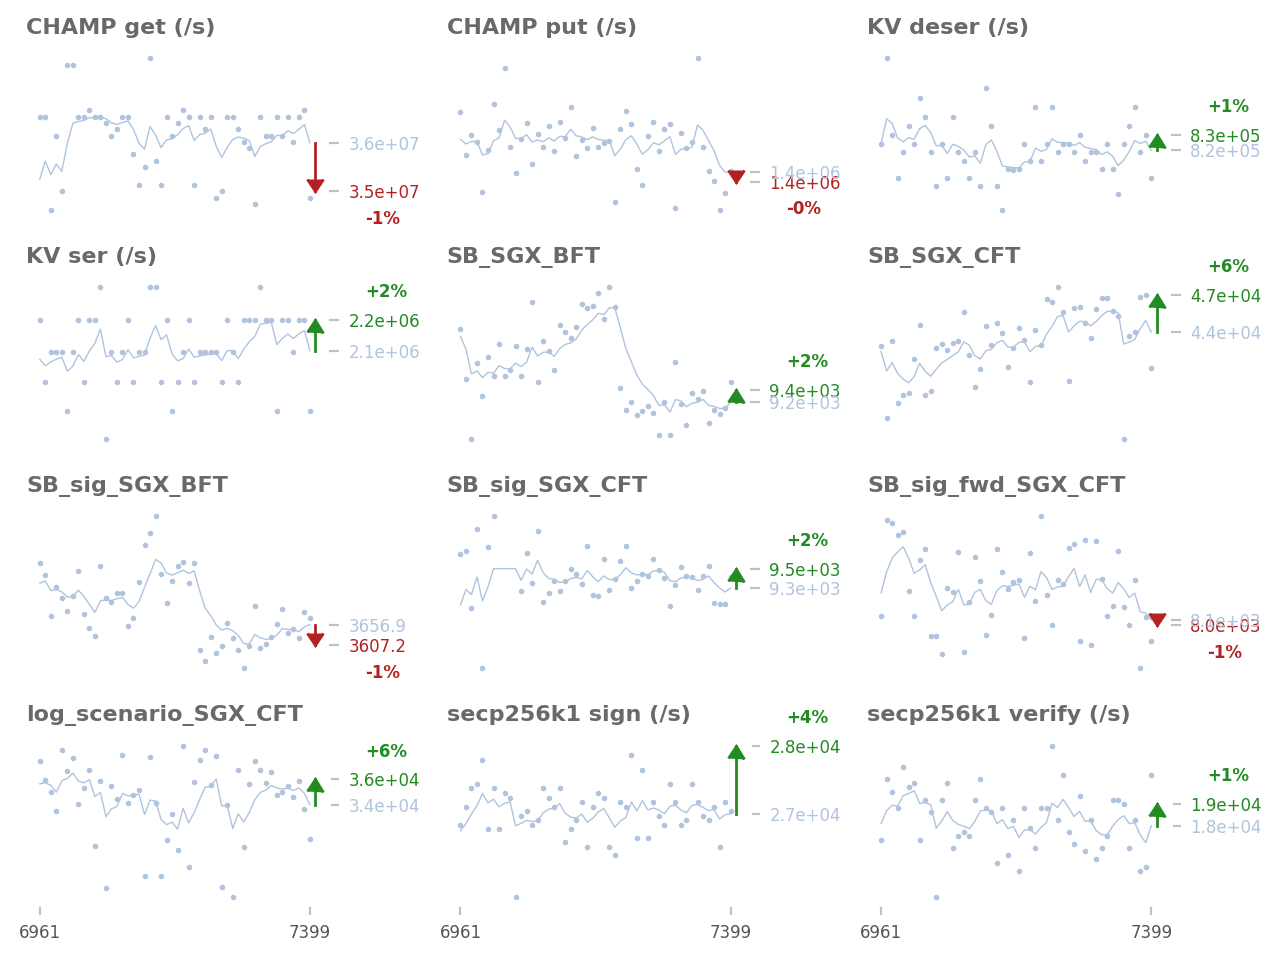 CHAMP get (/s)
3.6e+07
3.5e+07
-1%
CHAMP put (/s)
1.4e+06
1.4e+06
-0%
KV deser (/s)
+1%
8.3e+05
8.2e+05
KV ser (/s)
+2%
2.2e+06
2.1e+06
SB_SGX_BFT
+2%
9.4e+03
9.2e+03
SB_SGX_CFT
+6%
4.7e+04
4.4e+04
SB_sig_SGX_BFT
3656.9
3607.2
-1%
SB_sig_SGX_CFT
+2%
9.5e+03
9.3e+03
SB_sig_fwd_SGX_CFT
8.1e+03
8.0e+03
-1%
log_scenario_SGX_CFT
+6%
3.6e+04
3.4e+04
secp256k1 sign (/s)
+4%
2.8e+04
2.7e+04
secp256k1 verify (/s)
+1%
1.9e+04
1.8e+04
6961 7399
6961 7399
6961 7399